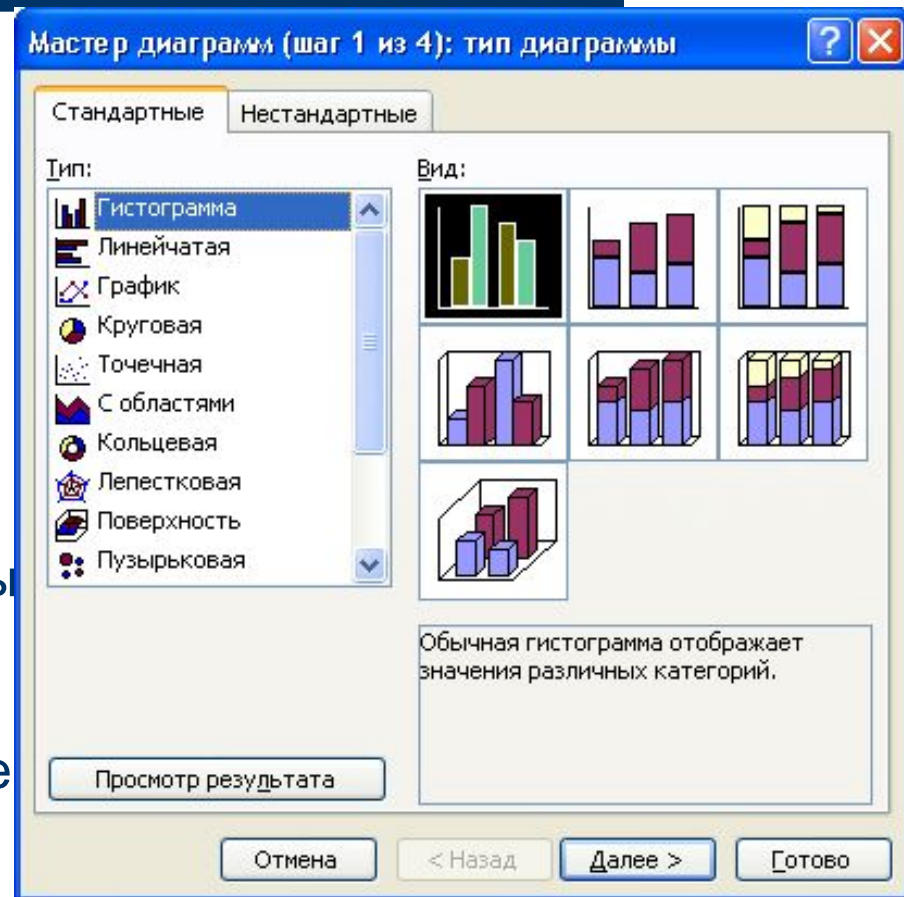 Мастер диаграмм (шаг 1 из 4): тип диаграммы
Стандартные Нестандартные
Тип:
Гистограмма
Линейчатая
График
Круговая
Точечная
С областями
Кольцевая
Лепестковая
Поверхность
Пузырьковая
Вид:
Обычная гистограмма отображает
значения различных категорий.
ы
е
Просмотр результата
Отмена < Назад Далее > Готово